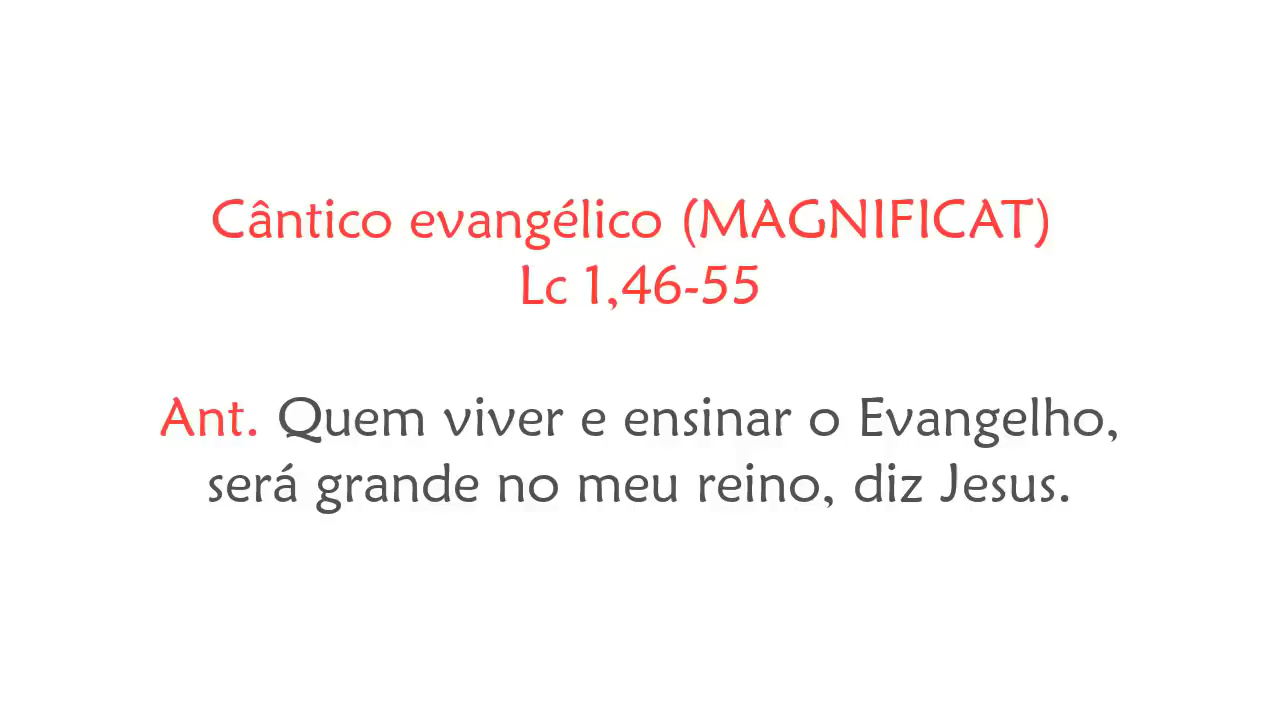 Cântico evangélico (MAGNIFICAT)
Lc 1,46-55
Ant. Quem viver e ensinar o Evangelho,
será grande no meu reino, diz Jesus.